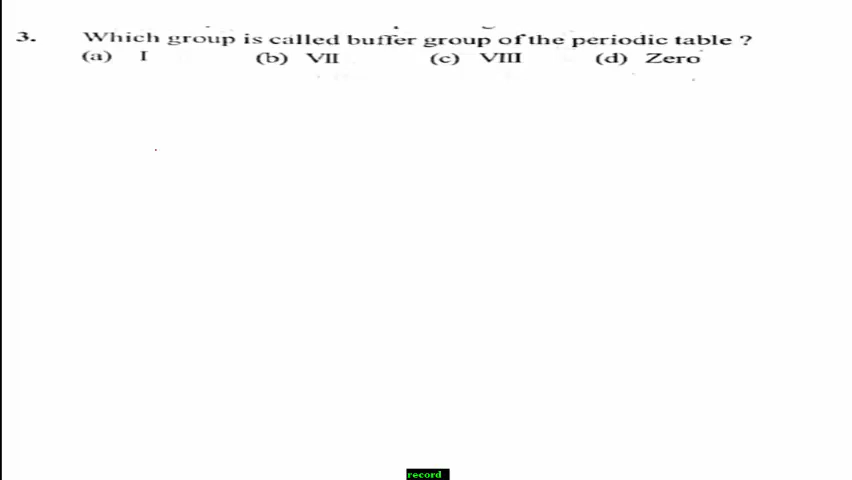 3. Which group is called buffer group of the periodic table ?
(a) I (b) VII (c) VIII (d) Zero
record